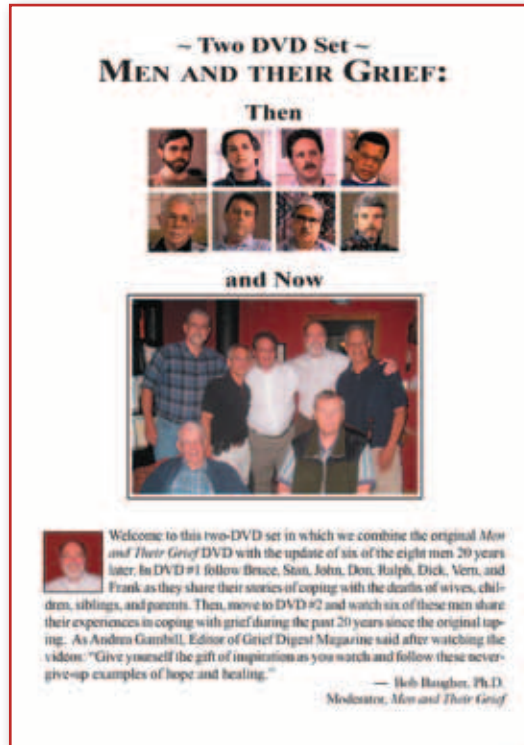 ~ Two DVD Set ~
MEN AND THEIR GRIEF:
Then
and Now
Welcome to this two-DVD set in which we combine the original Men
and Their Grief DVD with the update of six of the eight men 20 years
later. In DVD #1 follow Bruce, Stan, John, Don, Ralph, Dick, Vern, and
Frank as they share their stories of coping with the deaths of wives, chil-
dren, siblings, and parents. Then, move to DVD #2 and watch six of these men share
their experiences in coping with grief during the past 20 years since the original tap-
ing. As Andrea Gambill, Editor of Grief Digest Magazine said after watching the
videos: "Give yourself the gift of inspiration as you watch and follow these never-
give-up examples of hope and healing."
— Bob Baugher, Ph.D.
Moderator, Men and Their Grief